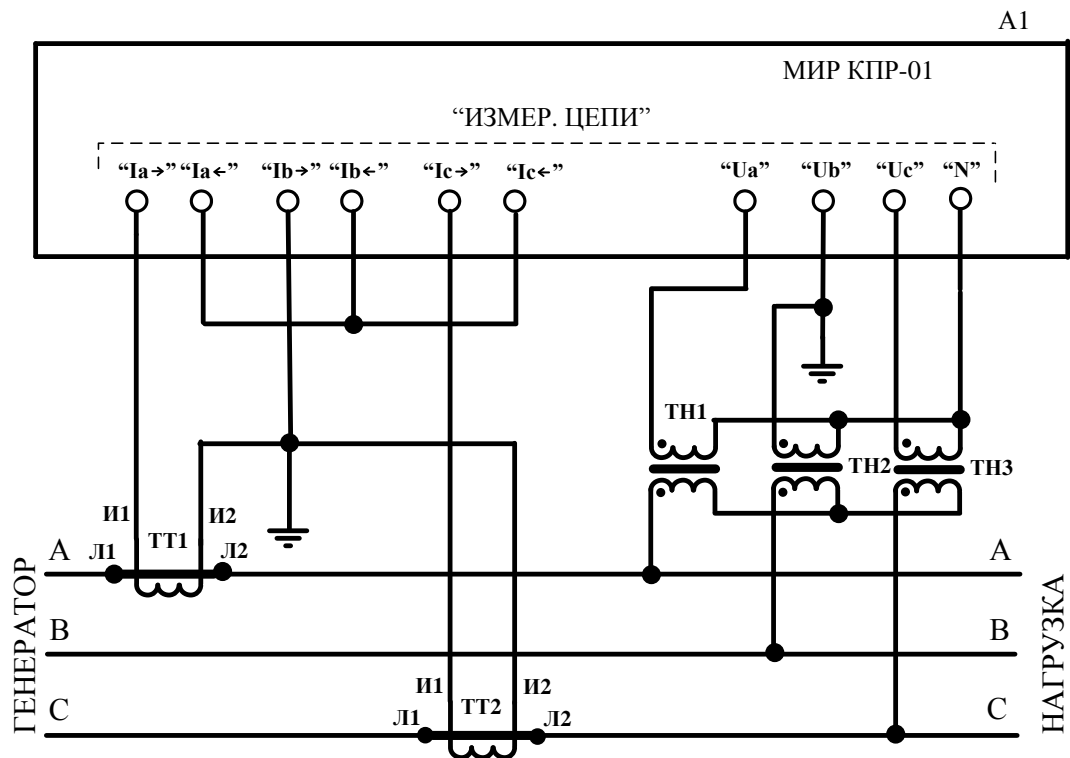 А1
МИР КПР-01
“ИЗМЕР. ЦЕПИ”
“Ia→” “Ia←” “Ib→” “Ib←” “Ic→” “Ic←” “Ua” “Ub” “Uc” “N”
ТН1
ТН2 ТН3
И1 И2
А Л1 ТТ1 Л2 А
В В
И1 И2
С Л1 ТТ2 Л2 С
ГЕНЕРАТОР
НАГРУЗКА